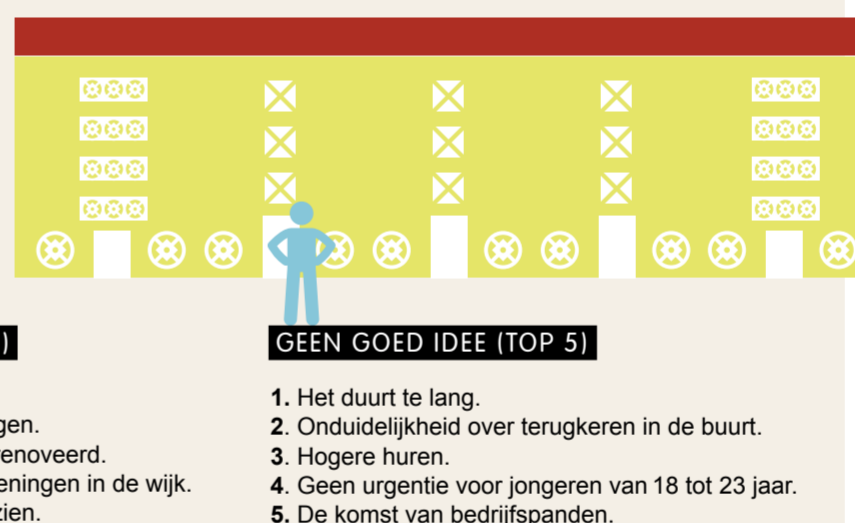 )
gen.
enoveerd.
eningen in de wijk.
zien.
GEEN GOED IDEE (TOP 5)
1. Het duurt te lang.
2. Onduidelijkheid over terugkeren in de buurt.
3. Hogere huren.
4. Geen urgentie voor jongeren van 18 tot 23 jaar.
5. De komst van bedrijfspanden.